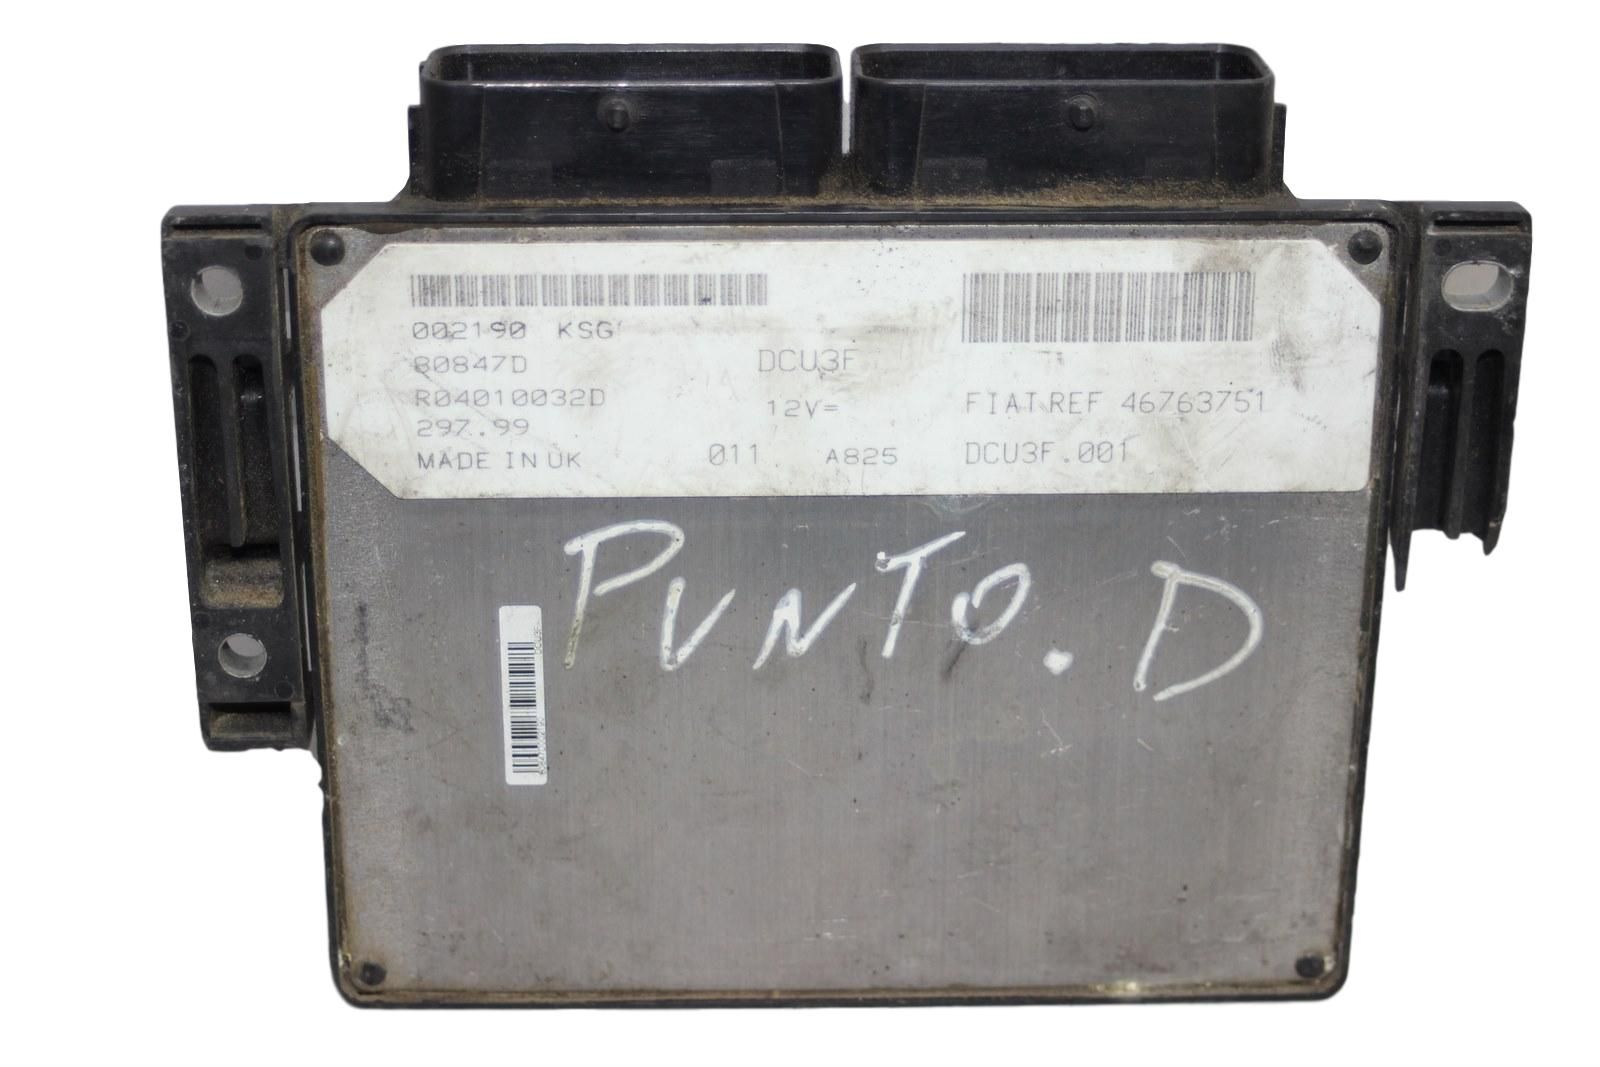 002190 KSG
80847D
DCU3F
R04010032D
12V=
FIAT REF 46763751
297.99
MADE IN UK
011
A825
DCU3F.001
PUNTO.D